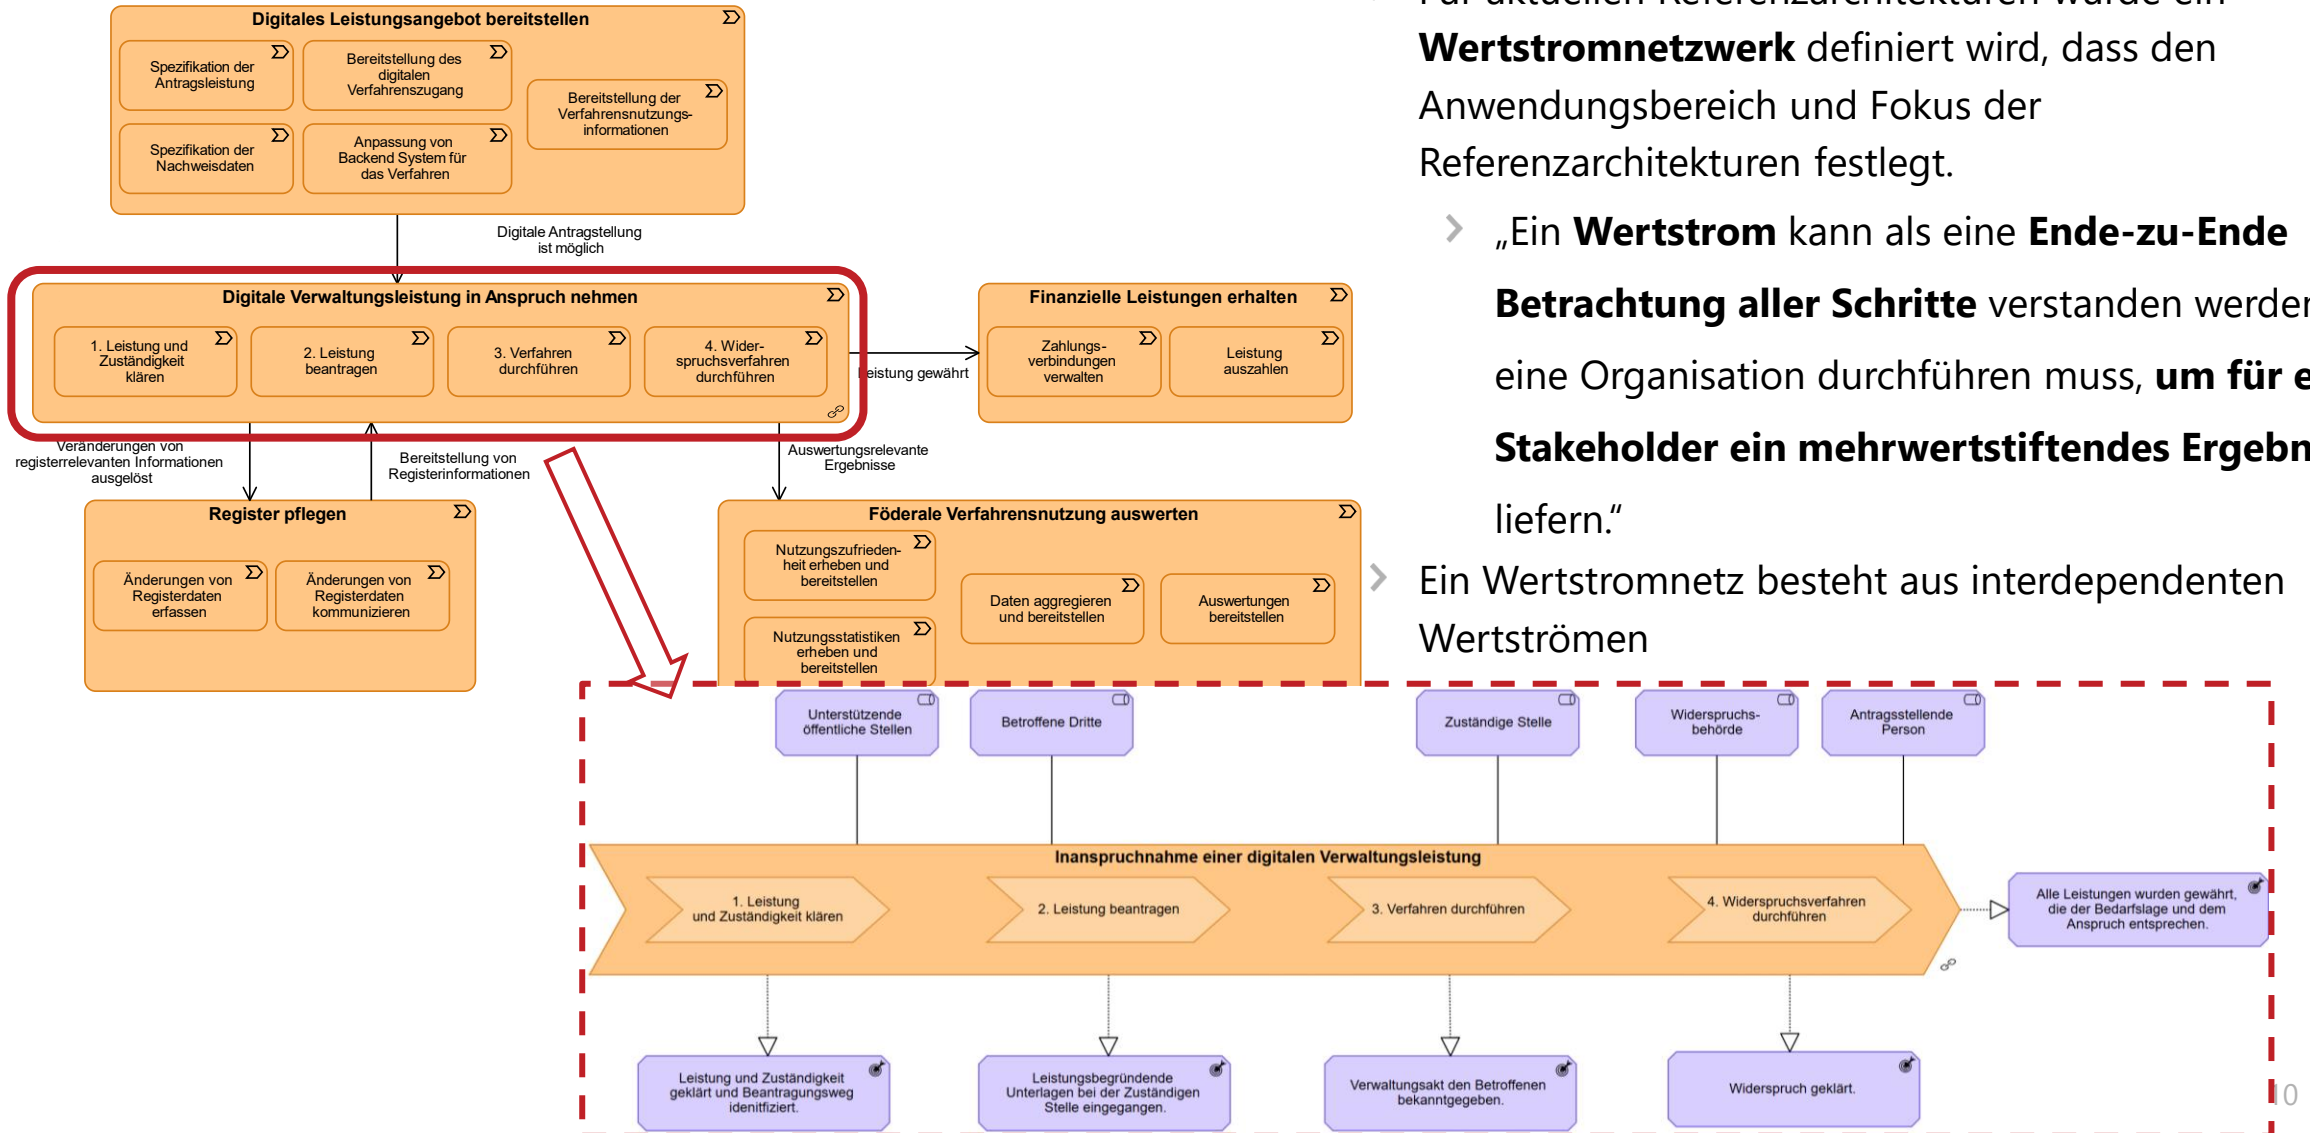 Digitales Leistungsangebot bereitstellen
Spezifikation der
Antragsleistung
Bereitstellung des
digitalen
Verfahrenszugang
Bereitstellung der
Verfahrensnutzungs-
informationen
Spezifikation der
Nachweisdaten
Anpassung von
Backend System für
das Verfahren
Digitale Antragstellung
ist möglich
Digitale Verwaltungsleistung in Anspruch nehmen
1. Leistung und
Zuständigkeit
klären
2. Leistung
beantragen
3. Verfahren
durchführen
4. Wider-
spruchsverfahren
durchführen
Leistung gewährt
Finanzielle Leistungen erhalten
Zahlungs-
verbindungen
verwalten
Leistung
auszahlen
Veränderungen von
registerrelevanten Informationen
ausgelöst
Bereitstellung von
Registerinformationen
Auswertungsrelevante
Ergebnisse
Register pflegen
Änderungen von
Registerdaten
erfassen
Änderungen von
Registerdaten
kommunizieren
Föderale Verfahrensnutzung auswerten
Nutzungszufrieden-
heit erheben und
bereitstellen
Nutzungsstatistiken
erheben und
bereitstellen
Daten aggregieren
und bereitstellen
Auswertungen
bereitstellen
Für aktuellen Referenzarchitekturen wurde ein
Wertstromnetzwerk definiert wird, dass den
Anwendungsbereich und Fokus der
Referenzarchitekturen festlegt.
„Ein Wertstrom kann als eine Ende-zu-Ende
Betrachtung aller Schritte verstanden werden
eine Organisation durchführen muss, um für e
Stakeholder ein mehrwertstiftendes Ergebn
liefern.“
Ein Wertstromnetz besteht aus interdependenten
Wertströmen
Unterstützende
öffentliche Stellen
Betroffene Dritte
Zuständige Stelle
Widerspruchs-
behörde
Antragsstellende
Person
Inanspruchnahme einer digitalen Verwaltungsleistung
1. Leistung
und Zuständigkeit klären
2. Leistung beantragen
3. Verfahren durchführen
4. Widerspruchsverfahren
durchführen
Alle Leistungen wurden gewährt,
die der Bedarfslage und dem
Anspruch entsprechen.
Leistung und Zuständigkeit
geklärt und Beantragungsweg
idenitfiziert.
Leistungsbegründende
Unterlagen bei der Zuständigen
Stelle eingegangen.
Verwaltungsakt den Betroffenen
bekanntgegeben.
Widerspruch geklärt.
10